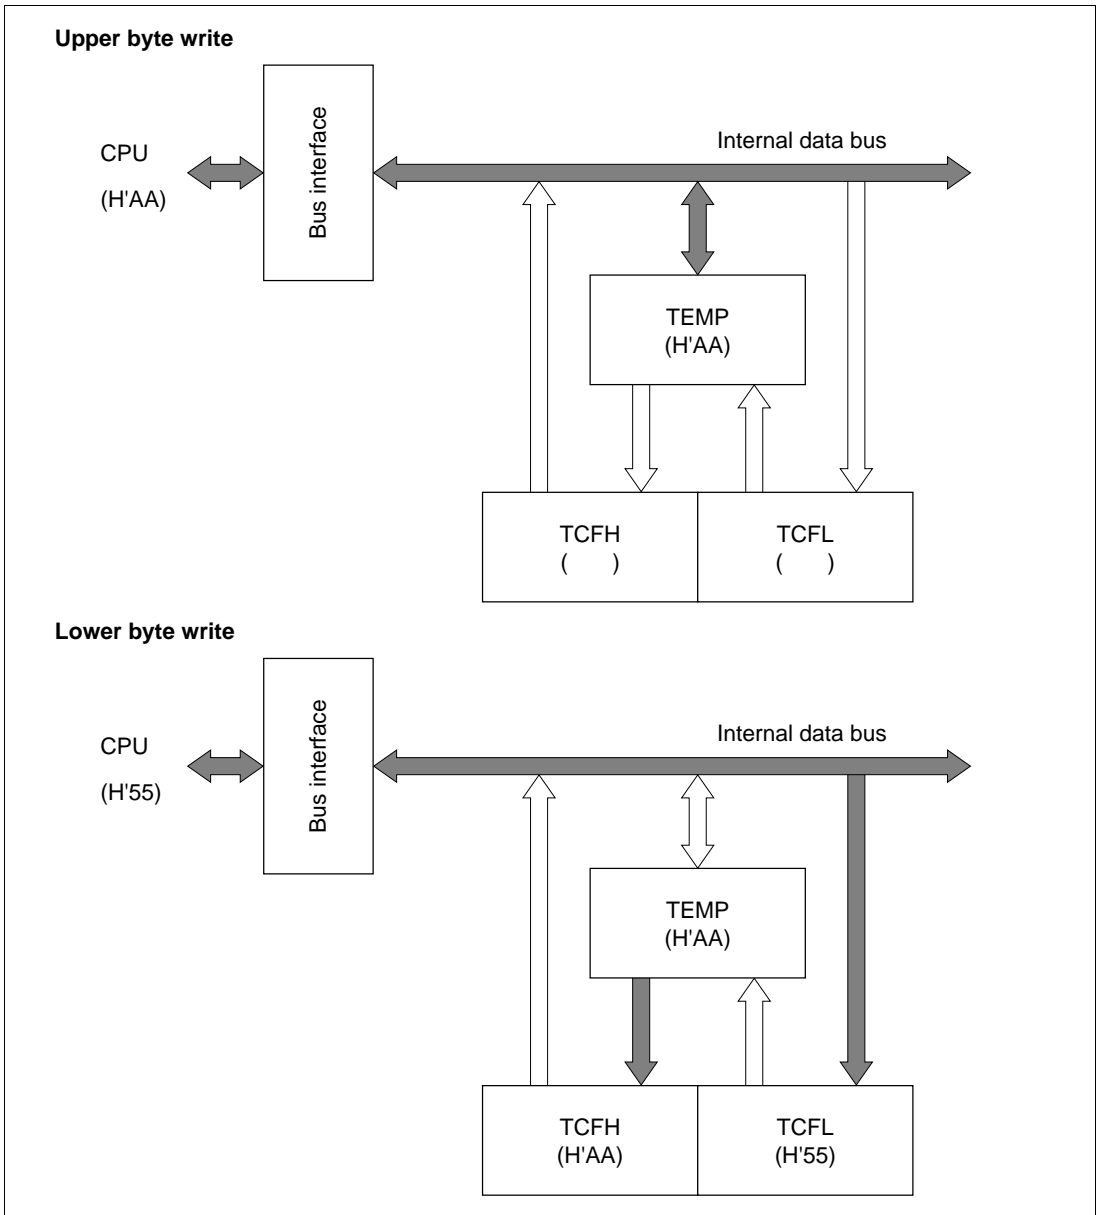 Upper byte write
CPU
(H'AA)
Bus interface
Internal data bus
TEMP
(H'AA)
TCFH
(      )
TCFL
(      )
Lower byte write
CPU
(H'55)
Bus interface
Internal data bus
TEMP
(H'AA)
TCFH
(H'AA)
TCFL
(H'55)